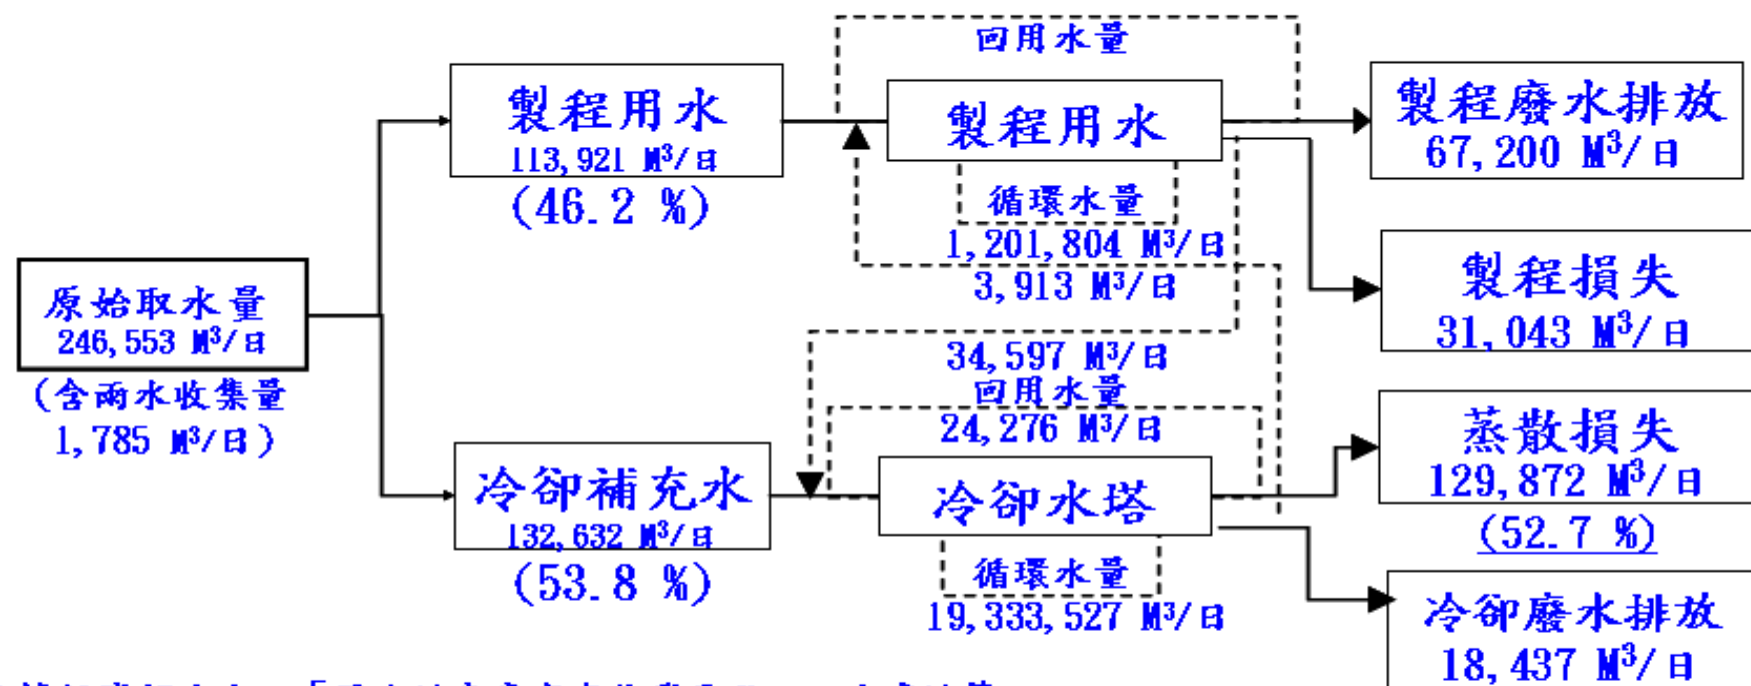 回用水量
製程用水
113,921 M³/日
(46.2 %)
製程用水
循環水量
1,201,804 M³/日
3,913 M³/日
製程廢水排放
67,200 M³/日
製程損失
31,043 M³/日
原始取水量
246,553 M³/日
(含雨水收集量
1,785 M³/日)
34,597 M³/日
回用水量
24,276 M³/日
冷卻補充水
132,632 M³/日
(53.8 %)
冷卻水塔
循環水量
19,333,527 M³/日
蒸散損失
129,872 M³/日
(52.7 %)
冷卻廢水排放
18,437 M³/日